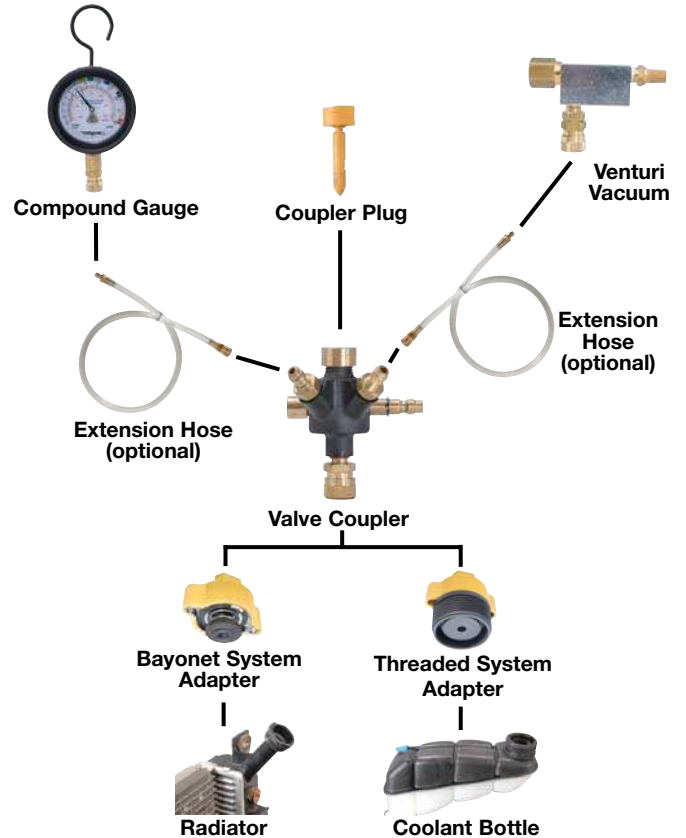 Compound Gauge
Coupler Plug
Venturi
Vacuum
Extension Hose
(optional)
Extension
Hose
(optional)
Valve Coupler
Bayonet System
Adapter
Threaded System
Adapter
Radiator
Coolant Bottle